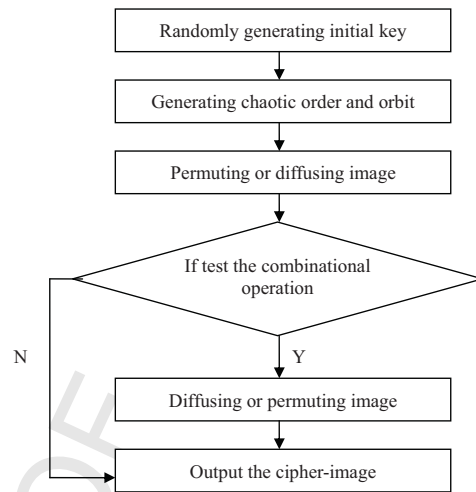 Randomly generating initial key
Generating chaotic order and orbit
Permuting or diffusing image
If test the combinational
operation
N
Y
Diffusing or permuting image
Output the cipher-image